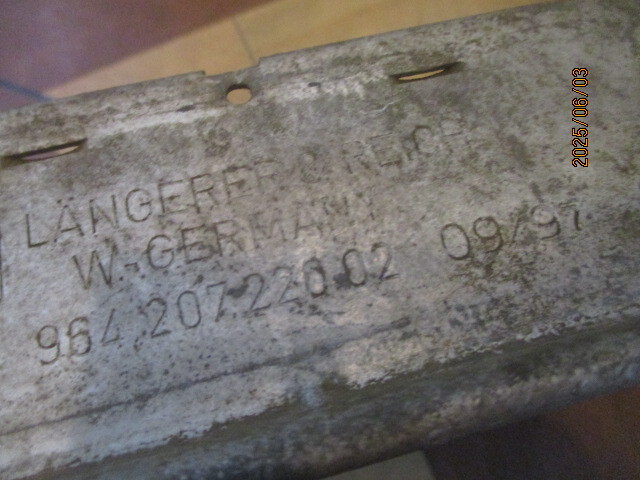 LÄNGERER & REICH
W.-GERMANY
964.207.220.02 09/97
2025/06/03